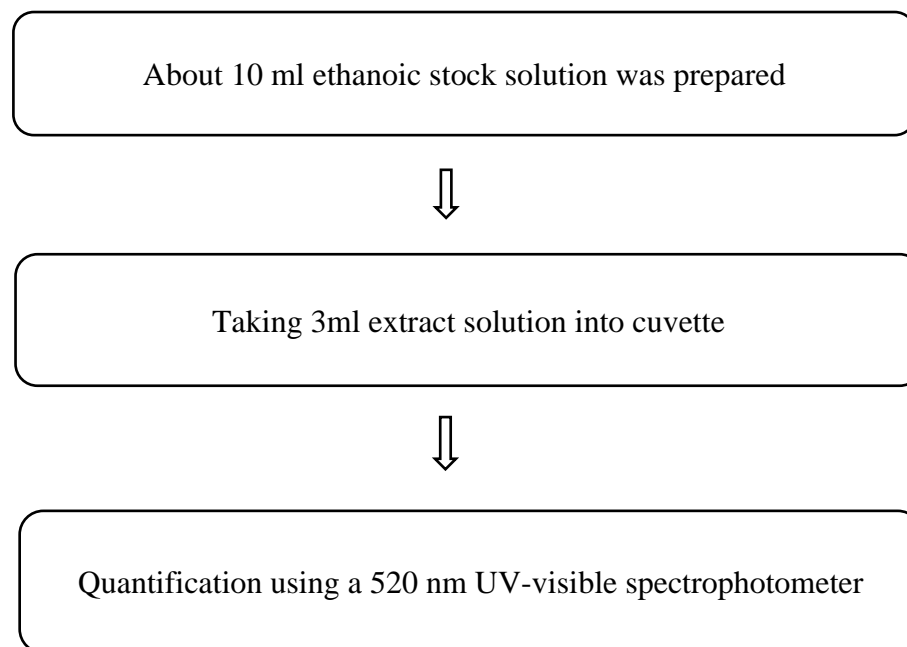 About 10 ml ethanoic stock solution was prepared
Taking 3ml extract solution into cuvette
Quantification using a 520 nm UV-visible spectrophotometer